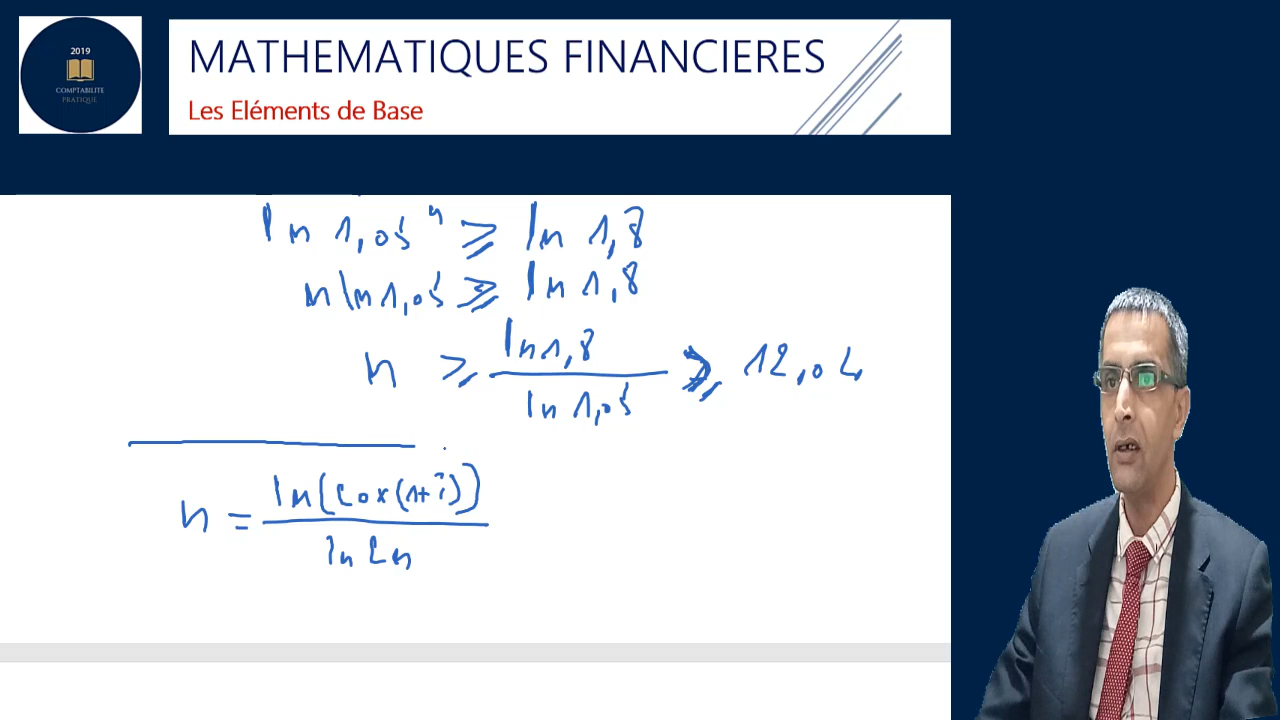 2019
COMPTABILITE
PRATIQUE
MATHEMATIQUES FINANCIERES
Les Eléments de Base
ln 1,05^n ≥ ln 1,8
n ln 1,05 ≥ ln 1,8
n ≥ ln 1,8 / ln 1,05 ≥ 12,04
n = ln(Co×(1+i)) / ln Cn